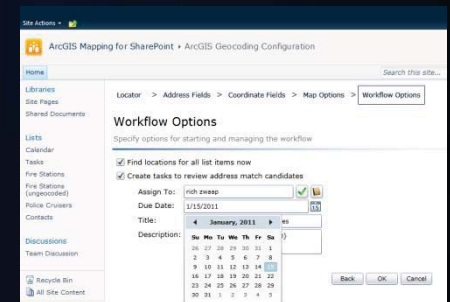 Site Actions
ArcGIS Mapping for SharePoint ▸ ArcGIS Geocoding Configuration
Home
Search this site...
Libraries
Site Pages
Shared Documents
Lists
Calendar
Tasks
Fire Stations
Fire Stations
(ungeocoded)
Police Cruisers
Contacts
Discussions
Team Discussion
Recycle Bin
All Site Content
Locator > Address Fields > Coordinate Fields > Map Options > Workflow Options
Workflow Options
Specify options for starting and managing the workflow
Find locations for all list items now
Create tasks to review address match candidates
Assign To: rich zwaap
Due Date: 1/15/2011
15
Title: es
Description:
January, 2011
Su Mo Tu We Th Fr Sa
26 27 28 29 30 31 1
2 3 4 5 6 7 8
9 10 11 12 13 14 15
16 17 18 19 20 21 22
23 24 25 26 27 28 29
30 31 1 2 3 4 5
Back OK Cancel